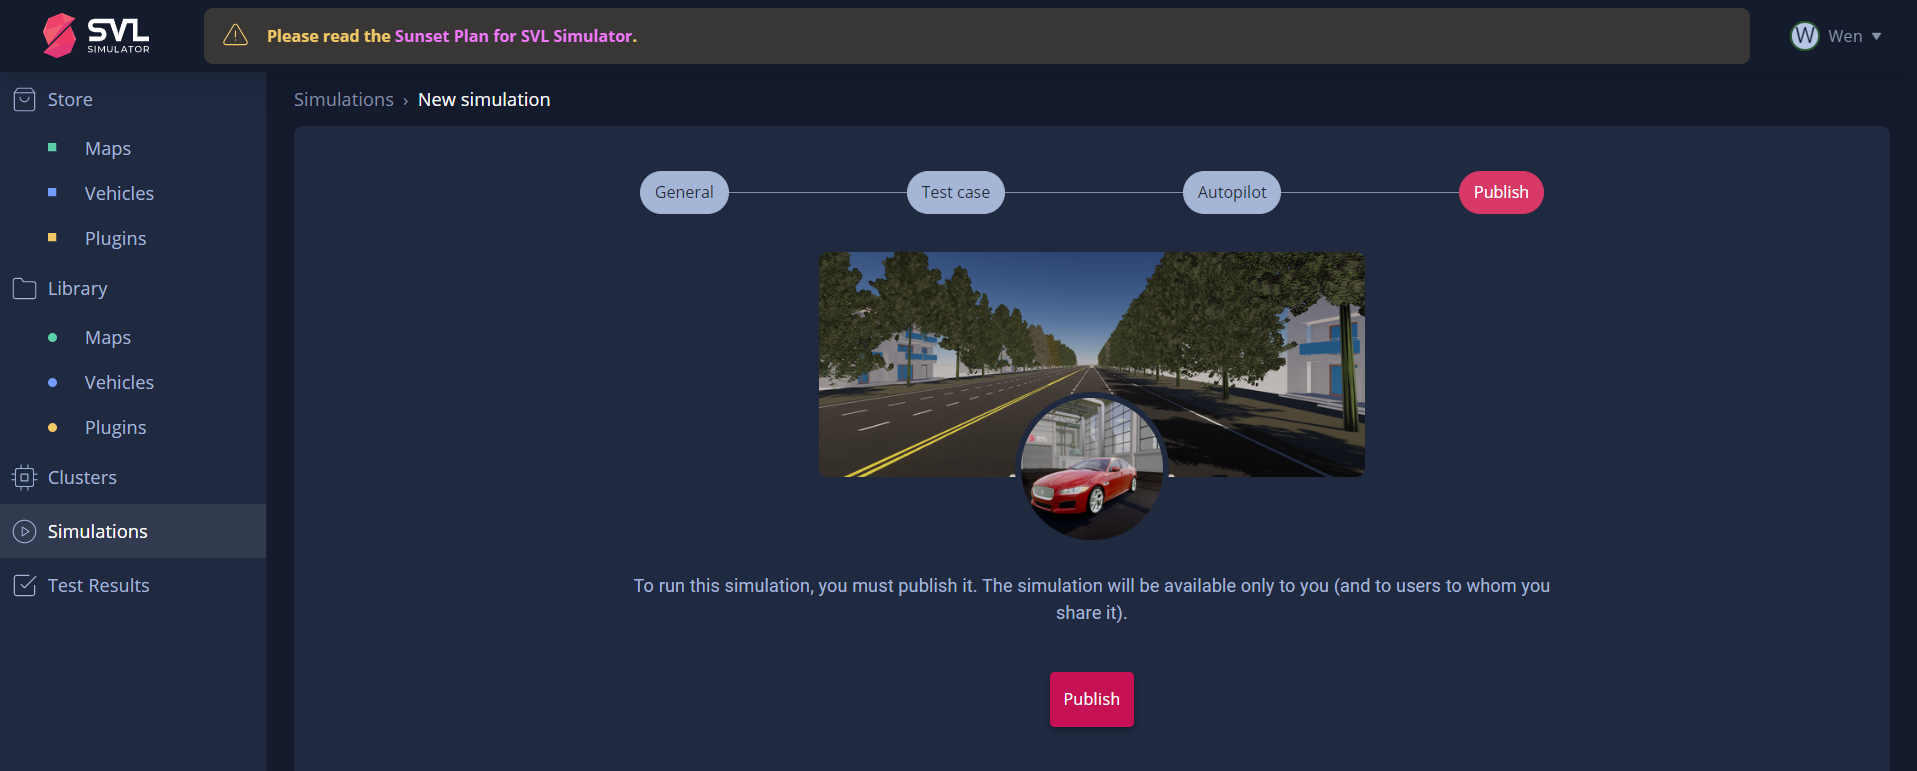 SVL
SIMULATOR
Please read the Sunset Plan for SVL Simulator.
W
Wen
Store
Maps
Vehicles
Plugins
Library
Maps
Vehicles
Plugins
Clusters
Simulations
Test Results
Simulations › New simulation
General
Test case
Autopilot
Publish
SVL
To run this simulation, you must publish it. The simulation will be available only to you (and to users to whom you
share it).
Publish